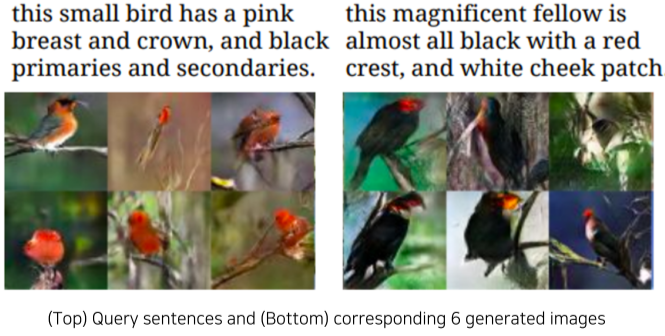 this small bird has a pink
breast and crown, and black
primaries and secondaries.
this magnificent fellow is
almost all black with a red
crest, and white cheek patch.
(Top) Query sentences and (Bottom) corresponding 6 generated images